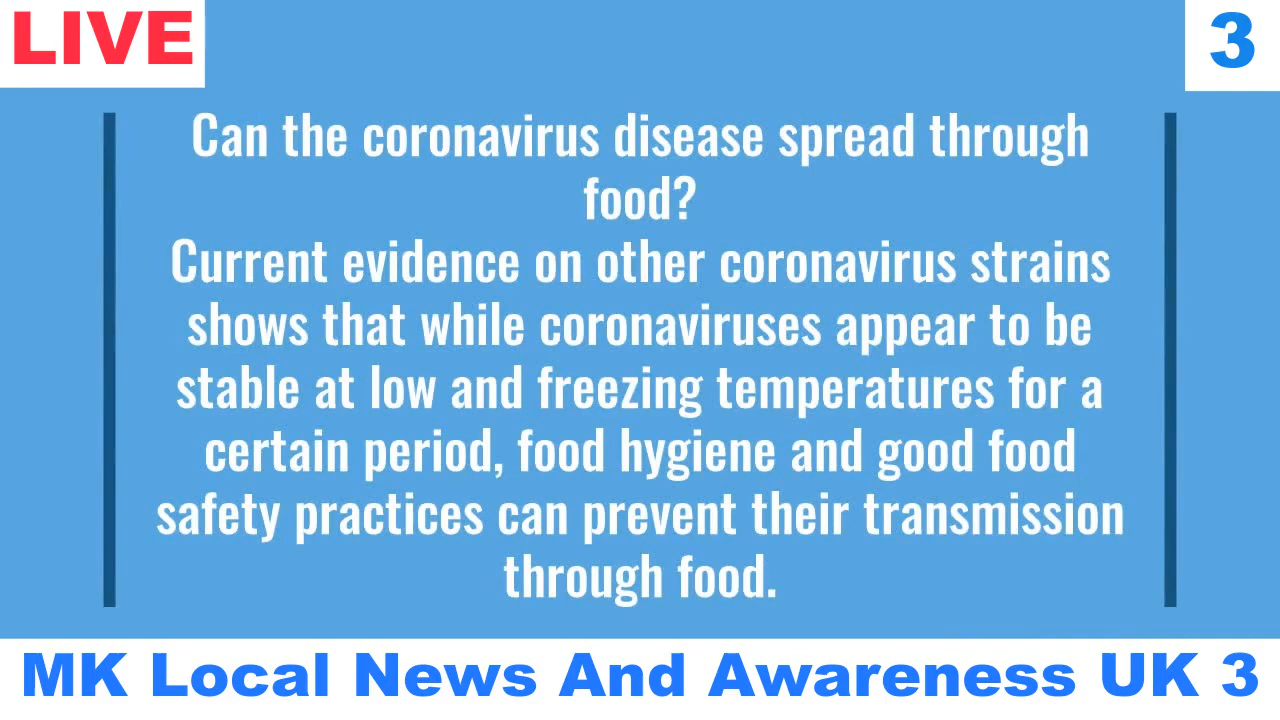 LIVE
3
Can the coronavirus disease spread through
food?
Current evidence on other coronavirus strains
shows that while coronaviruses appear to be
stable at low and freezing temperatures for a
certain period, food hygiene and good food
safety practices can prevent their transmission
through food.
MK Local News And Awareness UK 3